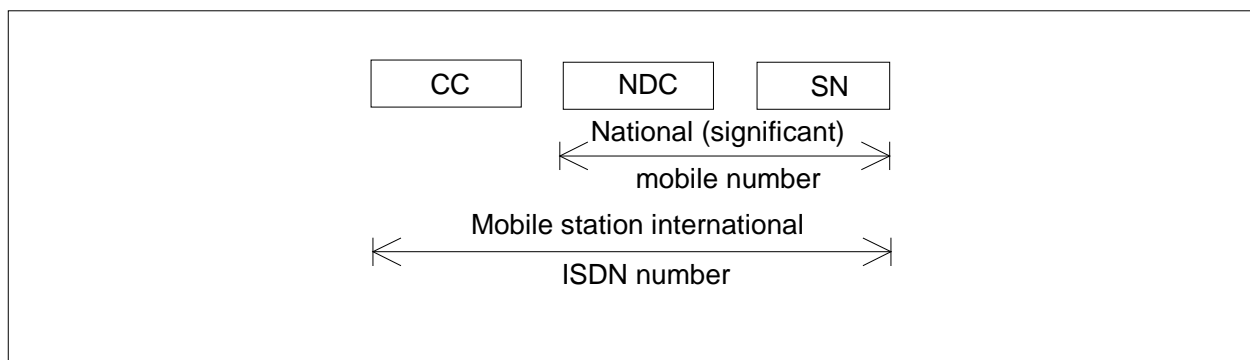 CC NDC SN
National (significant)
mobile number
Mobile station international
ISDN number